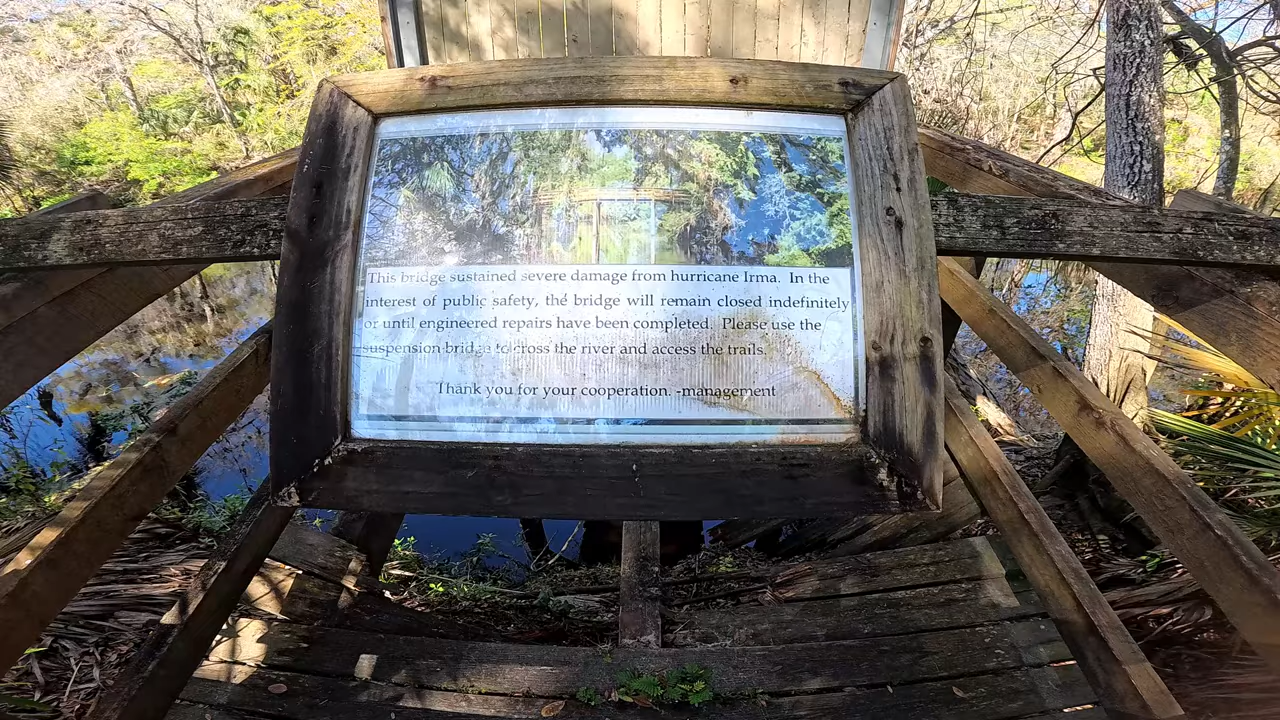 This bridge sustained severe damage from hurricane Irma. In the
interest of public safety, the bridge will remain closed indefinitely
or until engineered repairs have been completed. Please use the
suspension bridge to cross the river and access the trails.
Thank you for your cooperation. -management